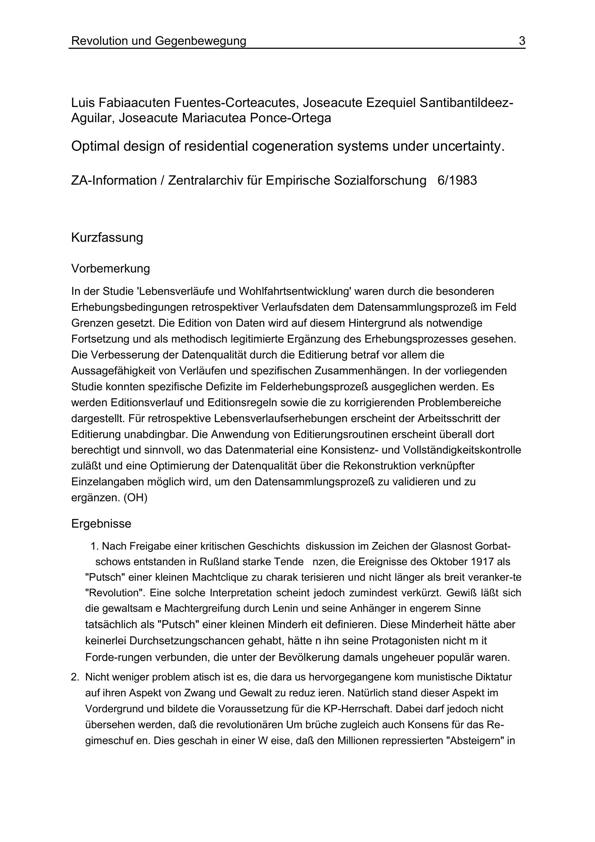 Revolution und Gegenbewegung 3
Luis Fabiaacuten Fuentes-Corteacutes, Joseacute Ezequiel Santibantildeez-
Aguilar, Joseacute Mariacutea Ponce-Ortega
Optimal design of residential cogeneration systems under uncertainty.
ZA-Information / Zentralarchiv für Empirische Sozialforschung 6/1983
Kurzfassung
Vorbemerkung
In der Studie 'Lebensverläufe und Wohlfahrtsentwicklung' waren durch die besonderen
Erhebungsbedingungen retrospektiver Verlaufsdaten dem Datensammlungsprozeß im Feld
Grenzen gesetzt. Die Edition von Daten wird auf diesem Hintergrund als notwendige
Fortsetzung und als methodisch legitimierte Ergänzung des Erhebungsprozesses gesehen.
Die Verbesserung der Datenqualität durch die Editierung betraf vor allem die
Aussagefähigkeit von Verläufen und spezifischen Zusammenhängen. In der vorliegenden
Studie konnten spezifische Defizite im Felderhebungsprozeß ausgeglichen werden. Es
werden Editionsverlauf und Editionsregeln sowie die zu korrigierenden Problembereiche
dargestellt. Für retrospektive Lebensverlaufserhebungen erscheint der Arbeitsschritt der
Editierung unabdingbar. Die Anwendung von Editierungsroutinen erscheint überall dort
berechtigt und sinnvoll, wo das Datenmaterial eine Konsistenz- und Vollständigkeitskontrolle
zuläßt und eine Optimierung der Datenqualität über die Rekonstruktion verknüpfter
Einzelangaben möglich wird, um den Datensammlungsprozeß zu validieren und zu
ergänzen. (OH)
Ergebnisse
1. Nach Freigabe einer kritischen Geschichts diskussion im Zeichen der Glasnost Gorbat-
schows entstanden in Rußland starke Tende nzen, die Ereignisse des Oktober 1917 als
"Putsch" einer kleinen Machtclique zu charak terisieren und nicht länger als breit veranker-te
"Revolution". Eine solche Interpretation scheint jedoch zumindest verkürzt. Gewiß läßt sich
die gewaltsam e Machtergreifung durch Lenin und seine Anhänger in engerem Sinne
tatsächlich als "Putsch" einer kleinen Minderh eit definieren. Diese Minderheit hätte aber
keinerlei Durchsetzungschancen gehabt, hätte n ihn seine Protagonisten nicht m it
Forde-rungen verbunden, die unter der Bevölkerung damals ungeheuer populär waren.
2. Nicht weniger problem atisch ist es, die dara us hervorgegangene kom munistische Diktatur
auf ihren Aspekt von Zwang und Gewalt zu reduz ieren. Natürlich stand dieser Aspekt im
Vordergrund und bildete die Voraussetzung für die KP-Herrschaft. Dabei darf jedoch nicht
übersehen werden, daß die revolutionären Um brüche zugleich auch Konsens für das Re-
gimeschuf en. Dies geschah in einer W eise, daß den Millionen repressierten "Absteigern" in